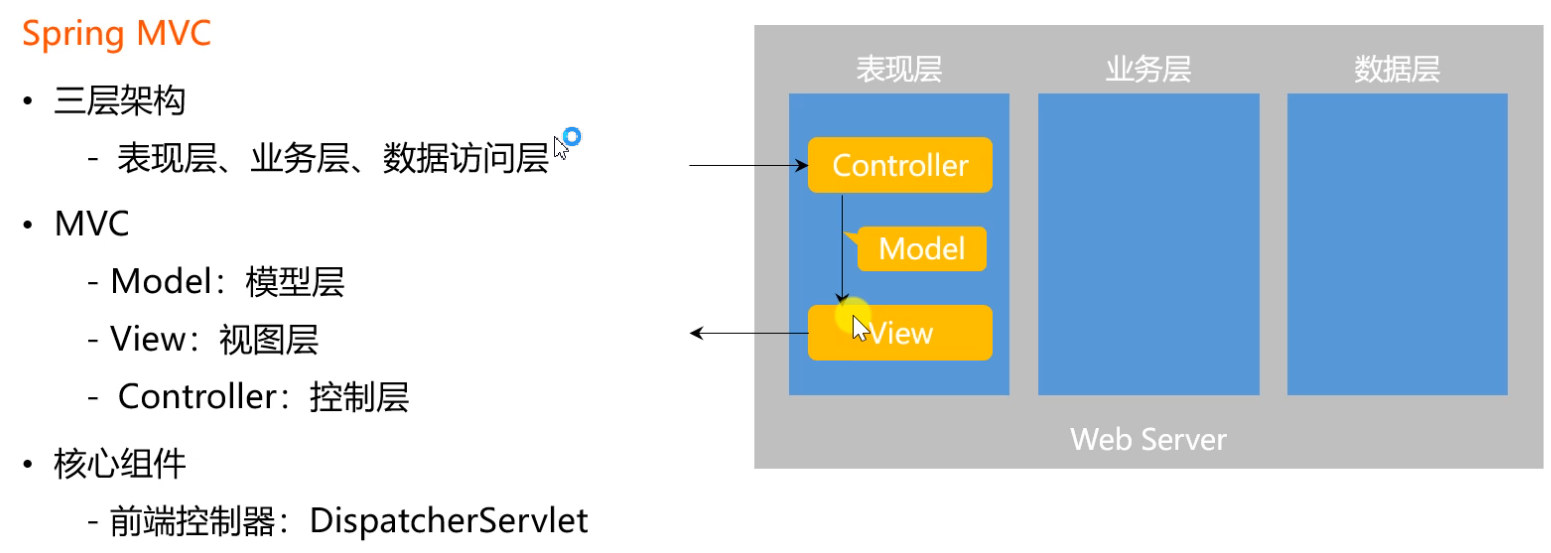 Spring MVC
• 三层架构
- 表现层、业务层、数据访问层
• MVC
- Model：模型层
- View：视图层
- Controller：控制层
• 核心组件
- 前端控制器：DispatcherServlet
表现层 业务层 数据层
Controller
Model
View
Web Server